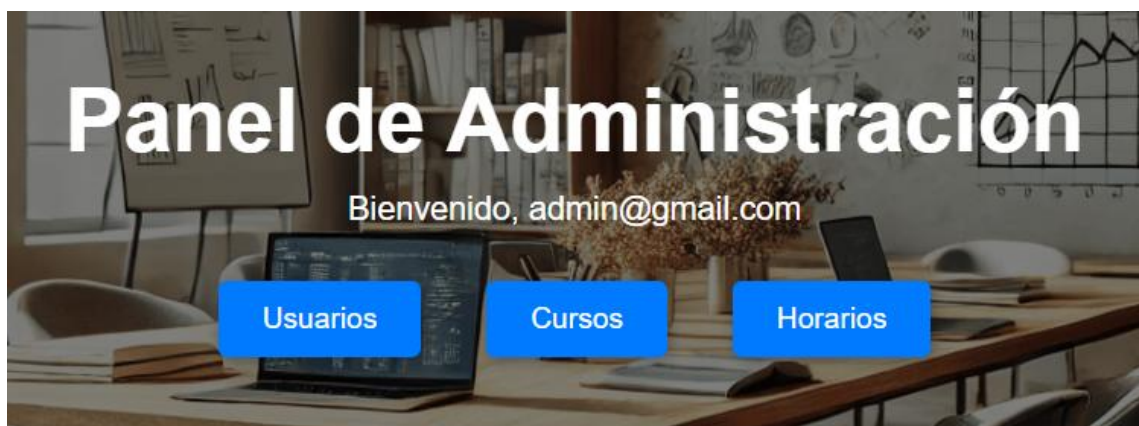 Panel de Administración
Bienvenido, admin@gmail.com
Usuarios Cursos Horarios